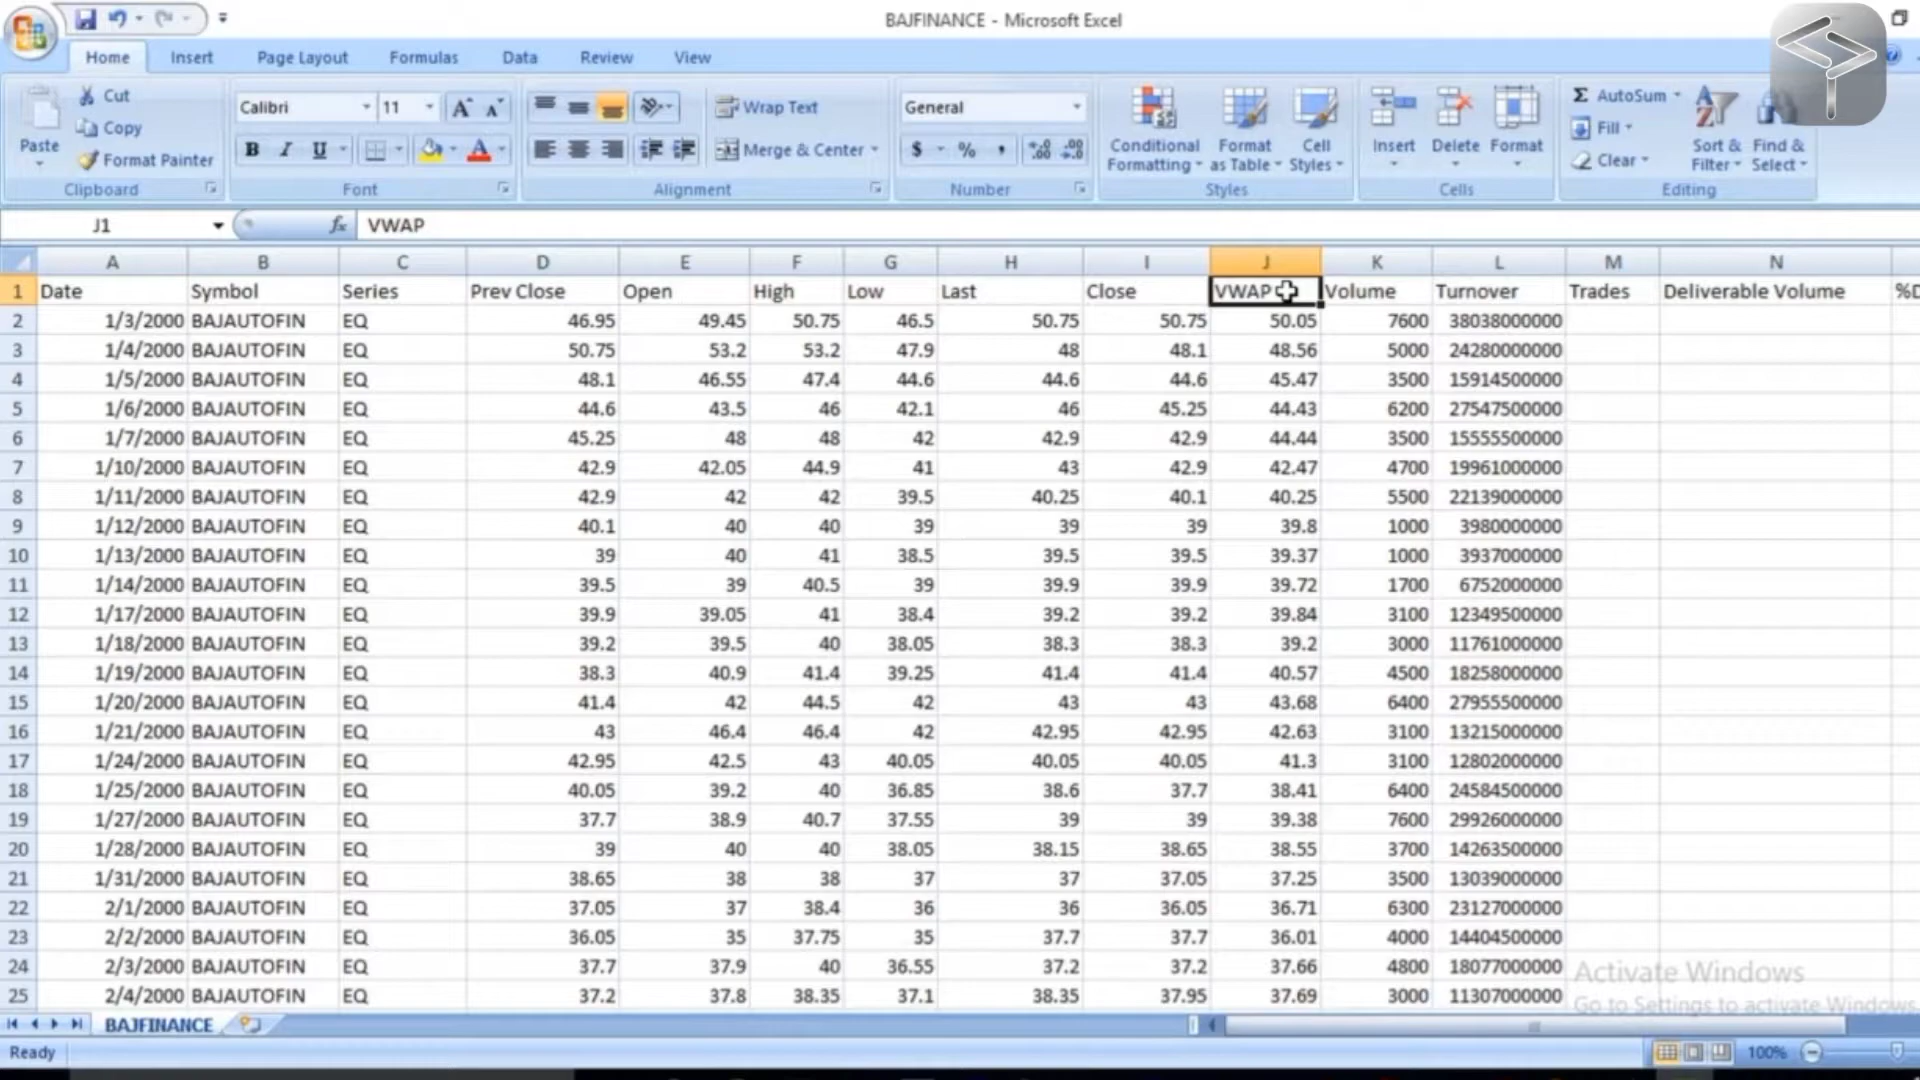 BAJFINANCE - Microsoft Excel
Home Insert Page Layout Formulas Data Review View
Paste Cut Copy Format Painter Clipboard
Calibri 11 A A B I U A Font
Wrap Text Merge & Center Alignment
General $ % , .0 .00 .00 .0 Number
Conditional Formatting Format as Table Cell Styles Styles
Insert Delete Format Cells
Σ AutoSum Fill Clear Sort & Filter Find & Select Editing
J1 fx VWAP
A B C D E F G H I J K L M N
1 Date Symbol Series Prev Close Open High Low Last Close VWAP Volume Turnover Trades Deliverable Volume
2 1/3/2000 BAJAUTOFIN EQ 46.95 49.45 50.75 46.5 50.75 50.75 50.05 7600 38038000000
3 1/4/2000 BAJAUTOFIN EQ 50.75 53.2 53.2 47.9 48 48.1 48.56 5000 24280000000
4 1/5/2000 BAJAUTOFIN EQ 48.1 46.55 47.4 44.6 44.6 44.6 45.47 3500 15914500000
5 1/6/2000 BAJAUTOFIN EQ 44.6 43.5 46 42.1 46 45.25 44.43 6200 27547500000
6 1/7/2000 BAJAUTOFIN EQ 45.25 48 48 42 42.9 42.9 44.44 3500 15555500000
7 1/10/2000 BAJAUTOFIN EQ 42.9 42.05 44.9 41 43 42.9 42.47 4700 19961000000
8 1/11/2000 BAJAUTOFIN EQ 42.9 42 42 39.5 40.25 40.1 40.25 5500 22139000000
9 1/12/2000 BAJAUTOFIN EQ 40.1 40 40 39 39 39 39.8 1000 3980000000
10 1/13/2000 BAJAUTOFIN EQ 39 40 41 38.5 39.5 39.5 39.37 1000 3937000000
11 1/14/2000 BAJAUTOFIN EQ 39.5 39 40.5 39 39.9 39.9 39.72 1700 6752000000
12 1/17/2000 BAJAUTOFIN EQ 39.9 39.05 41 38.4 39.2 39.2 39.84 3100 12349500000
13 1/18/2000 BAJAUTOFIN EQ 39.2 39.5 40 38.05 38.3 38.3 39.2 3000 11761000000
14 1/19/2000 BAJAUTOFIN EQ 38.3 40.9 41.4 39.25 41.4 41.4 40.57 4500 18258000000
15 1/20/2000 BAJAUTOFIN EQ 41.4 42 44.5 42 43 43 43.68 6400 27955500000
16 1/21/2000 BAJAUTOFIN EQ 43 46.4 46.4 42 42.95 42.95 42.63 3100 13215000000
17 1/24/2000 BAJAUTOFIN EQ 42.95 42.5 43 40.05 40.05 40.05 41.3 3100 12802000000
18 1/25/2000 BAJAUTOFIN EQ 40.05 39.2 40 36.85 38.6 37.7 38.41 6400 24584500000
19 1/27/2000 BAJAUTOFIN EQ 37.7 38.9 40.7 37.55 39 39 39.38 7600 29926000000
20 1/28/2000 BAJAUTOFIN EQ 39 40 40 38.05 38.15 38.65 38.55 3700 14263500000
21 1/31/2000 BAJAUTOFIN EQ 38.65 38 38 37 37 37.05 37.25 3500 13039000000
22 2/1/2000 BAJAUTOFIN EQ 37.05 37 38.4 36 36 36.05 36.71 6300 23127000000
23 2/2/2000 BAJAUTOFIN EQ 36.05 35 37.75 35 37.7 37.7 36.01 4000 14404500000
24 2/3/2000 BAJAUTOFIN EQ 37.7 37.9 40 36.55 37.2 37.2 37.66 4800 18077000000
25 2/4/2000 BAJAUTOFIN EQ 37.2 37.8 38.35 37.1 38.35 37.95 37.69 3000 11307000000
Activate Windows
Go to Settings to activate Windows.
BAJFINANCE
Ready 100%